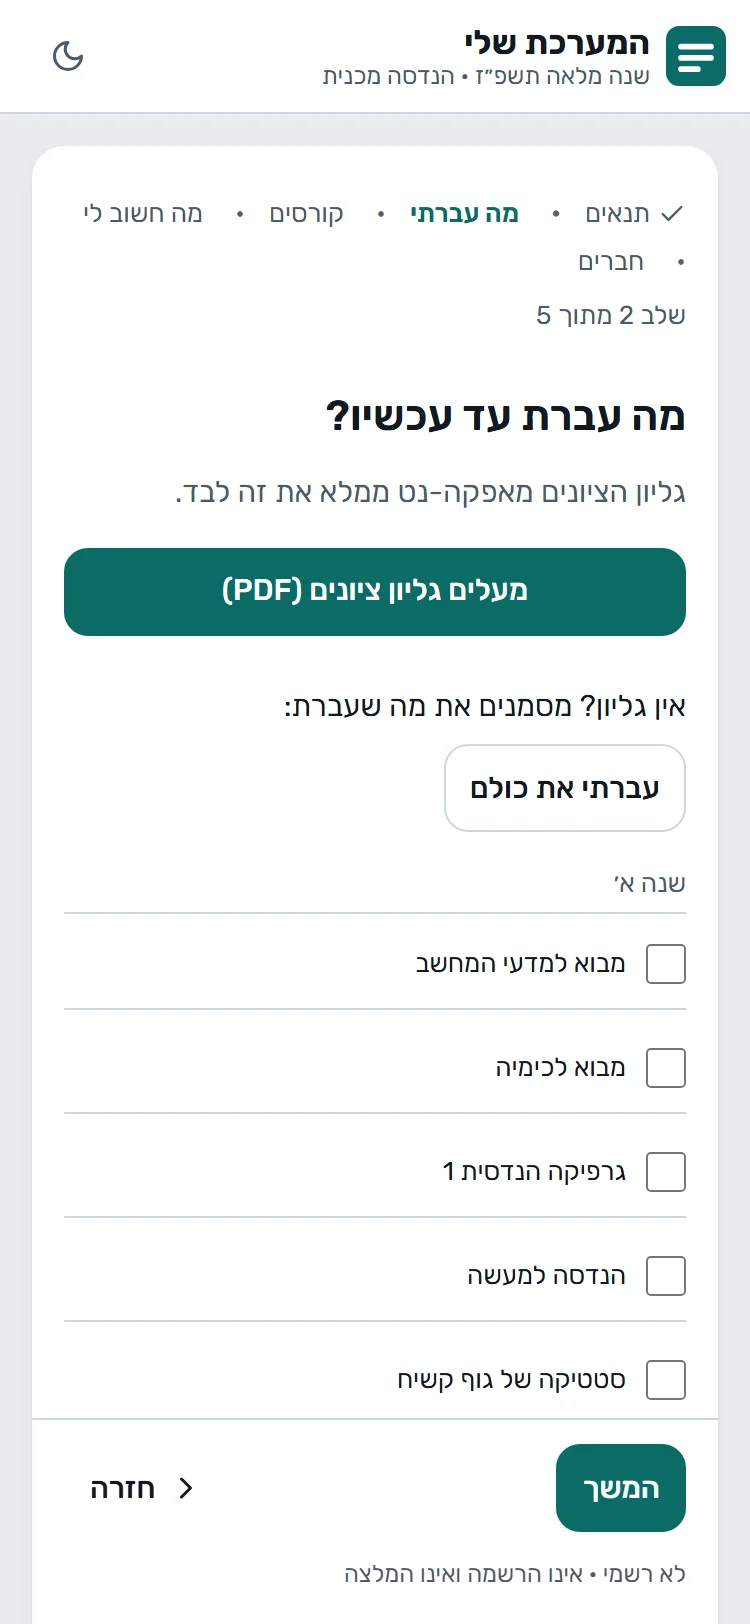 המערכת שלי
שנה מלאה תשפ״ז • הנדסה מכנית
תנאים • מה עברתי • קורסים • מה חשוב לי
• חברים
שלב 2 מתוך 5
מה עברת עד עכשיו?
גליון הציונים מאפקה-נט ממלא את זה לבד.
מעלים גליון ציונים (PDF)
אין גליון? מסמנים את מה שעברת:
עברתי את כולם
שנה א׳
מבוא למדעי המחשב
מבוא לכימיה
גרפיקה הנדסית 1
הנדסה למעשה
סטטיקה של גוף קשיח
המשך
חזרה
לא רשמי • אינו הרשמה ואינו המלצה